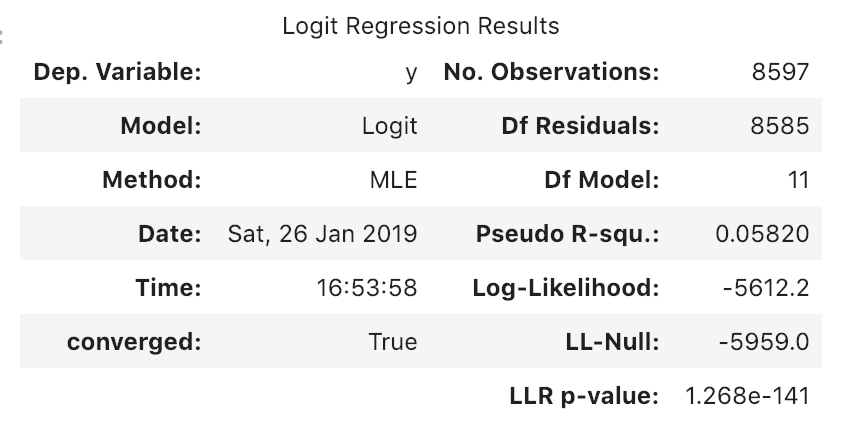 Logit Regression Results
Dep. Variable: y No. Observations: 8597
Model: Logit Df Residuals: 8585
Method: MLE Df Model: 11
Date: Sat, 26 Jan 2019 Pseudo R-squ.: 0.05820
Time: 16:53:58 Log-Likelihood: -5612.2
converged: True LL-Null: -5959.0
LLR p-value: 1.268e-141